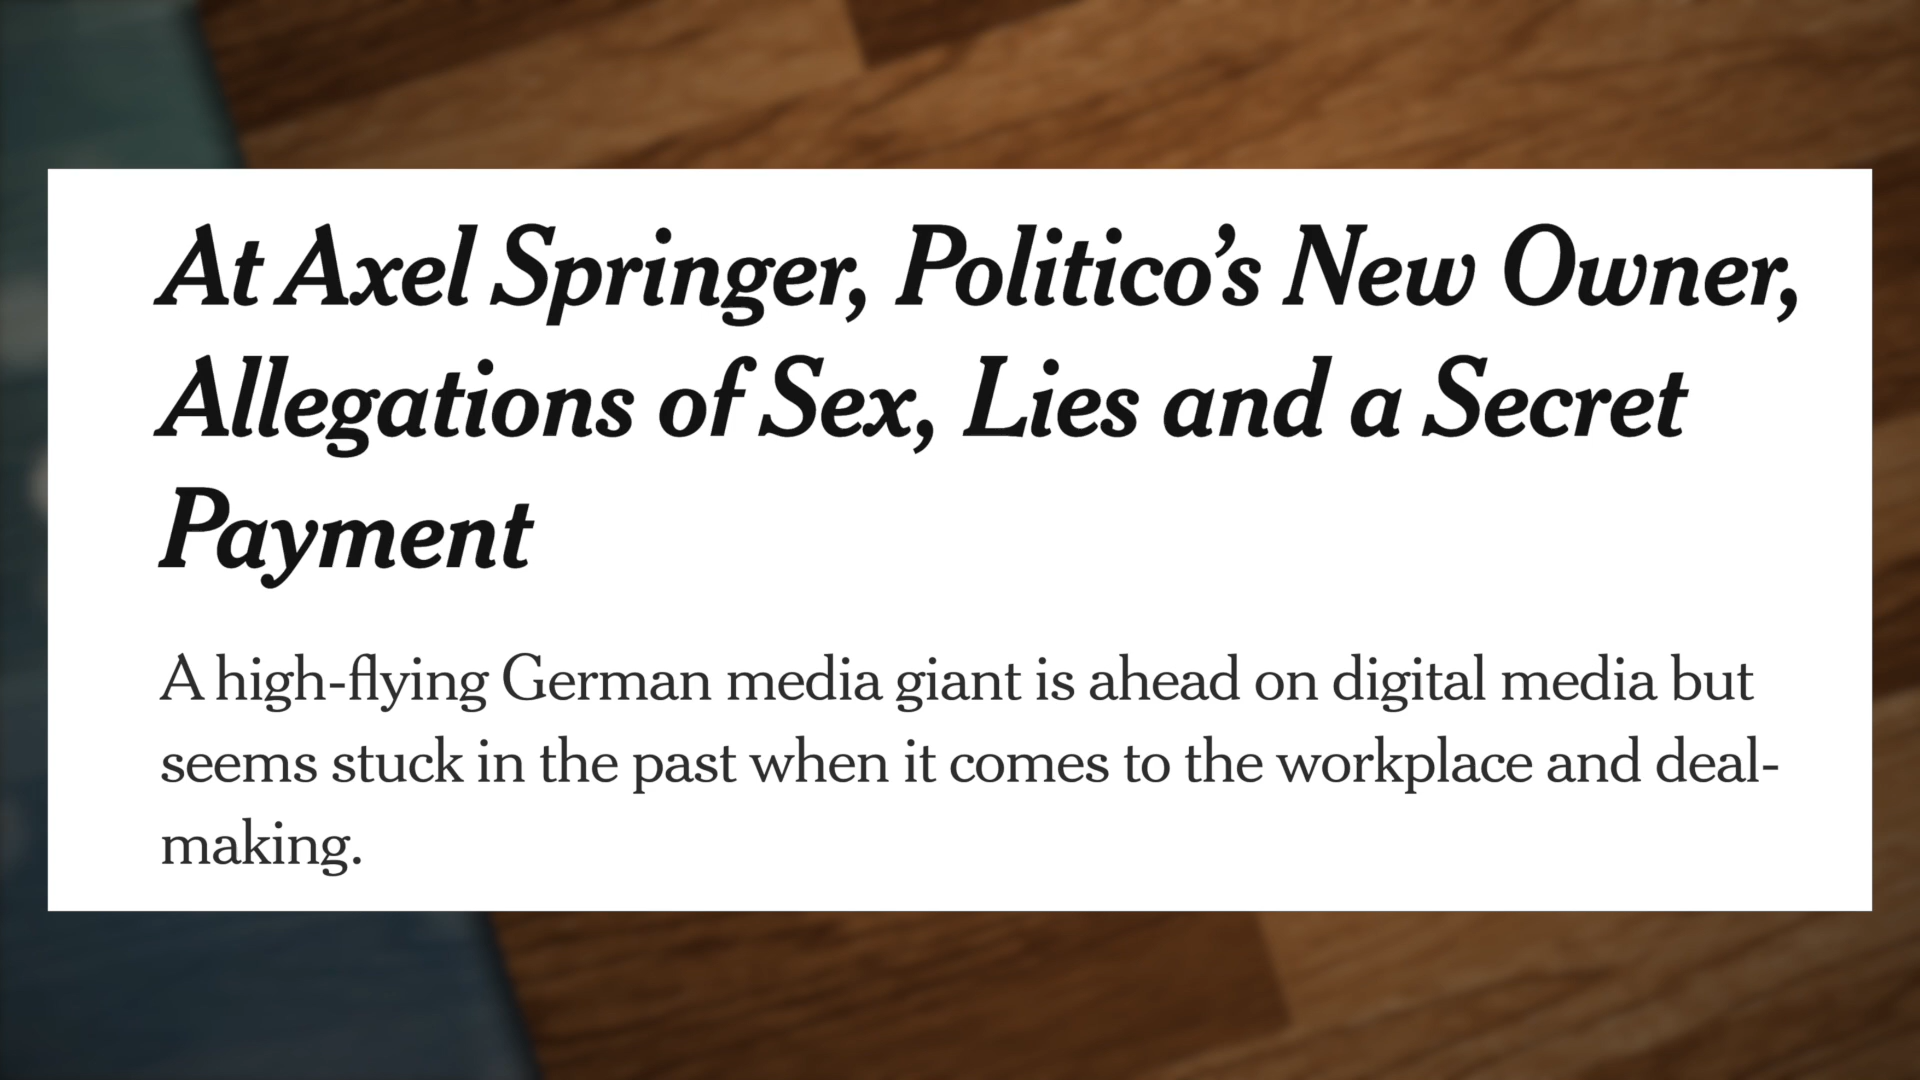 At Axel Springer, Politico’s New Owner,
Allegations of Sex, Lies and a Secret
Payment
A high-flying German media giant is ahead on digital media but
seems stuck in the past when it comes to the workplace and deal-
making.